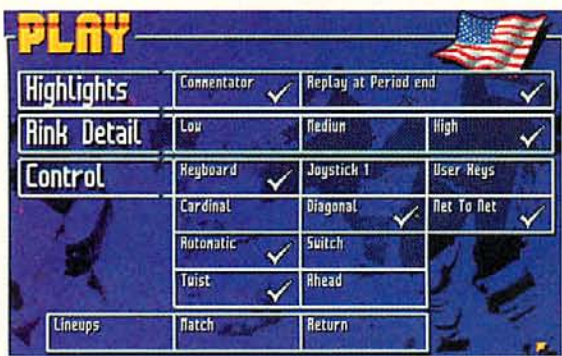 PLAY
Highlights Commentator Replay at Period end
Rink Detail Low Medium High
Control Keyboard Joystick 1 User Keys
Cardinal Diagonal Net To Net
Automatic Switch
Twist Ahead
Lineups Match Return